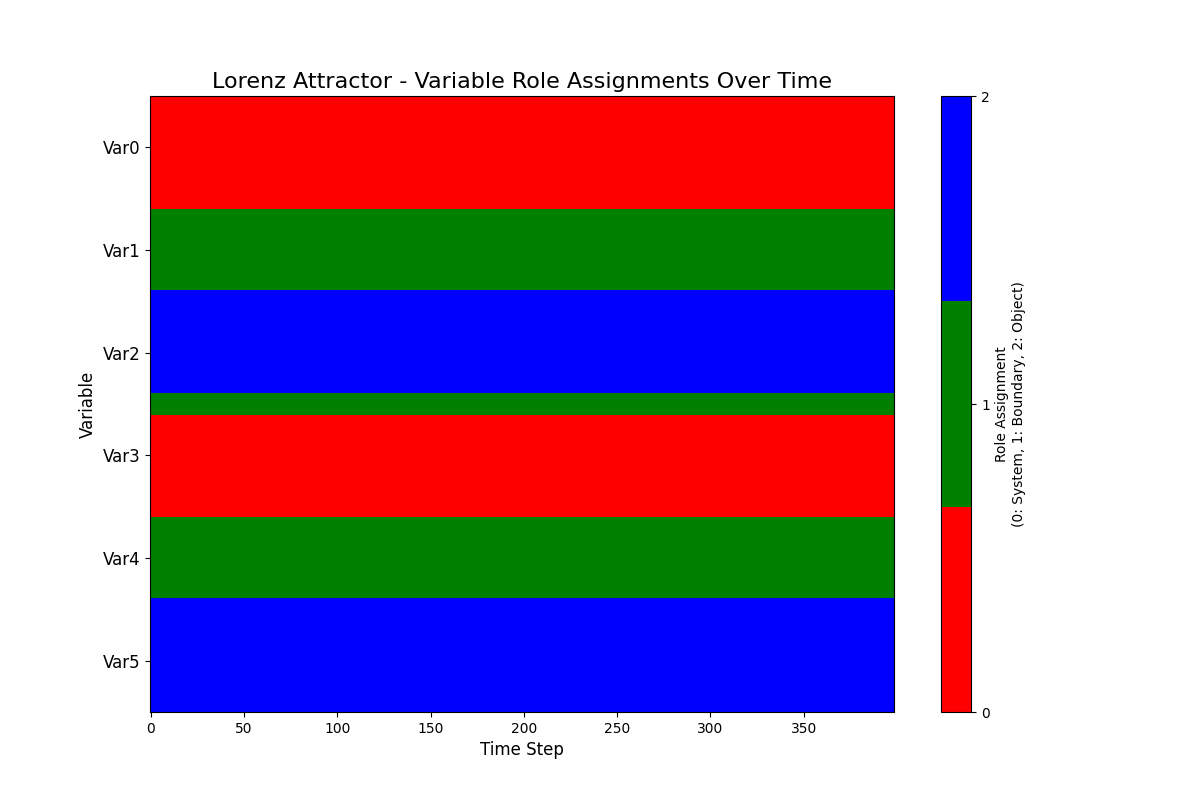 Lorenz Attractor - Variable Role Assignments Over Time
Variable
Var0
Var1
Var2
Var3
Var4
Var5
0
50
100
150
200
250
300
350
Time Step
2
1
0
Role Assignment
(0: System, 1: Boundary, 2: Object)